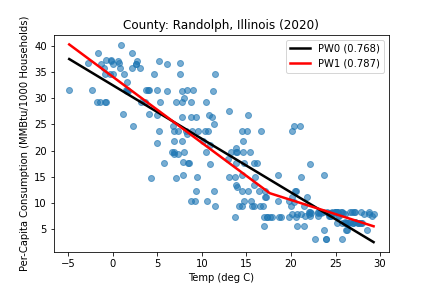 County: Randolph, Illinois (2020)
PW0 (0.768)
PW1 (0.787)
Per-Capita Consumption (MMBtu/1000 Households)
40
35
30
25
20
15
10
5
−5 0 5 10 15 20 25 30
Temp (deg C)